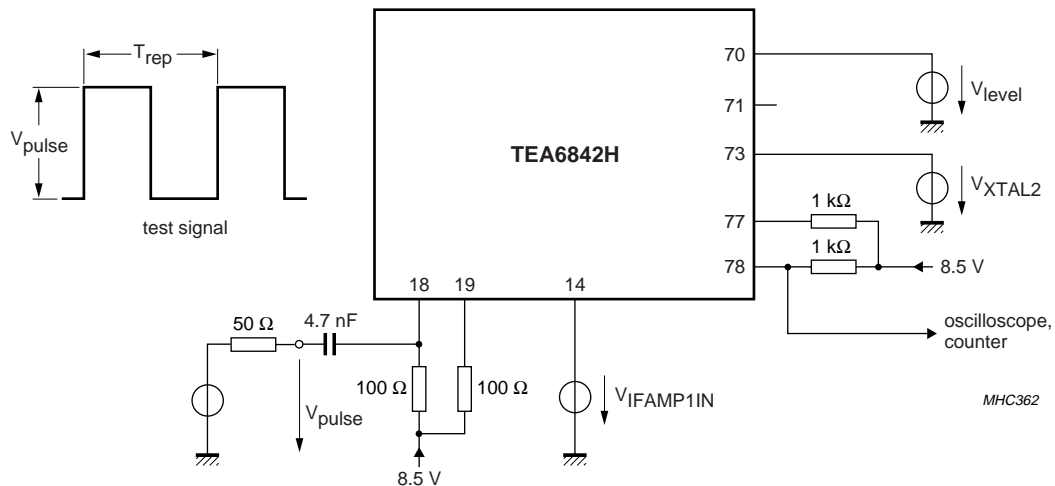 T_rep
V_pulse
test signal
TEA6842H
70
71
73
77
78
18
19
14
V_level
V_XTAL2
1 kΩ
1 kΩ
8.5 V
oscilloscope,
counter
50 Ω
4.7 nF
100 Ω
100 Ω
V_pulse
V_IFAMP1IN
8.5 V
MHC362